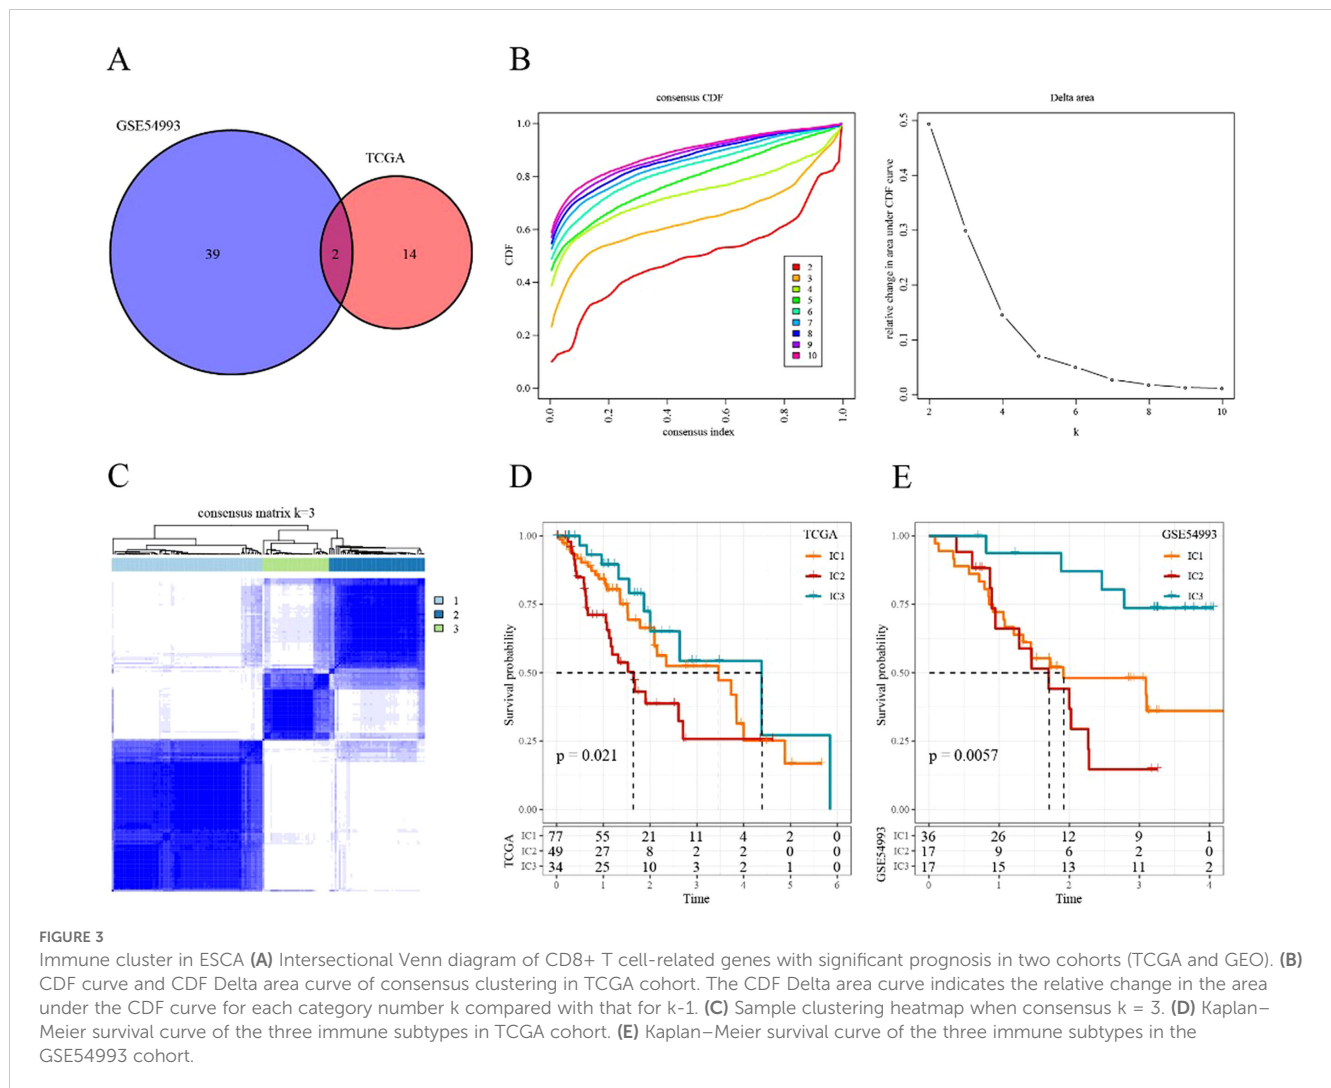 A
GSE54993
TCGA
39
2
14
B
consensus CDF
CDF
1.0
0.8
0.6
0.4
0.2
0.0
0.0
0.2
0.4
0.6
0.8
1.0
consensus index
2
3
4
5
6
7
8
9
10
Delta area
relative change in area under CDF curve
0.5
0.4
0.3
0.2
0.1
0.0
2
4
6
8
10
k
C
consensus matrix k=3
1
2
3
D
TCGA
IC1
IC2
IC3
Survival probability
1.00
0.75
0.50
0.25
0.00
p = 0.021
TCGA
IC1 77 55 21 11 4 2 0
IC2 49 27 8 2 2 0 0
IC3 34 25 10 3 2 1 0
0 1 2 3 4 5 6
Time
E
GSE54993
IC1
IC2
IC3
Survival probability
1.00
0.75
0.50
0.25
0.00
p = 0.0057
GSE54993
IC1 36 26 12 9 1
IC2 17 9 6 2 0
IC3 17 15 13 11 2
0 1 2 3 4
Time
FIGURE 3
Immune cluster in ESCA (A) Intersectional Venn diagram of CD8+ T cell-related genes with significant prognosis in two cohorts (TCGA and GEO). (B)
CDF curve and CDF Delta area curve of consensus clustering in TCGA cohort. The CDF Delta area curve indicates the relative change in the area
under the CDF curve for each category number k compared with that for k-1. (C) Sample clustering heatmap when consensus k = 3. (D) Kaplan–
Meier survival curve of the three immune subtypes in TCGA cohort. (E) Kaplan–Meier survival curve of the three immune subtypes in the
GSE54993 cohort.